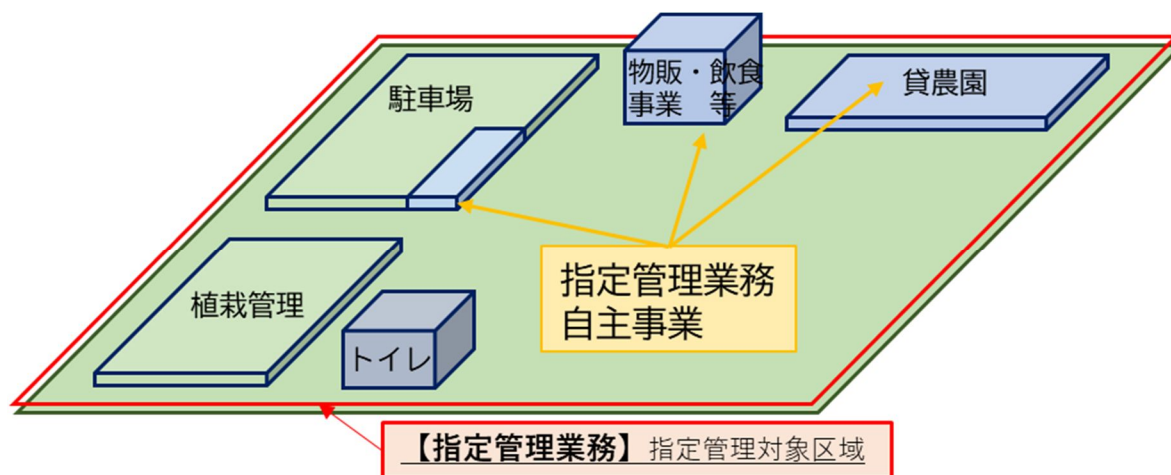 駐車場
物販・飲食
事業　等
貸農園
指定管理業務
自主事業
植栽管理
トイレ
【指定管理業務】指定管理対象区域